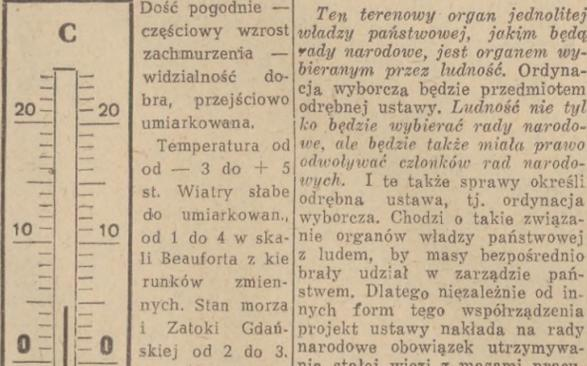 C
20 20
10 10
0 0
Dość pogodnie —
częściowy wzrost
zachmurzenia —
widzialność do-
bra, przejściowo
umiarkowana.
Temperatura od
od — 3 do + 5
st. Wiatry słabe
do umiarkowan.,
od 1 do 4 w ska-
li Beauforta z kie
runków zmien-
nych. Stan morza
i Zatoki Gdań-
skiej od 2 do 3.
Ten terenowy organ jednolitej
władzy państwowej, jakim będą
rady narodowe, jest organem wy-
bieranym przez ludność. Ordyna-
cja wyborcza będzie przedmiotem
odrębnej ustawy. Ludność nie tyl
ko będzie wybierać rady narodo-
we, ale będzie także miała prawo
odwoływać członków rad narodo-
wych. I te także sprawy określi
odrębna ustawa, tj. ordynacja
wyborcza. Chodzi o takie związa-
nie organów władzy państwowej
z ludem, by masy bezpośrednio
brały udział w zarządzie pań-
stwem. Dlatego niezależnie od in-
nych form tego współrządzenia
projekt ustawy nakłada na rady
narodowe obowiązek utrzymywa-